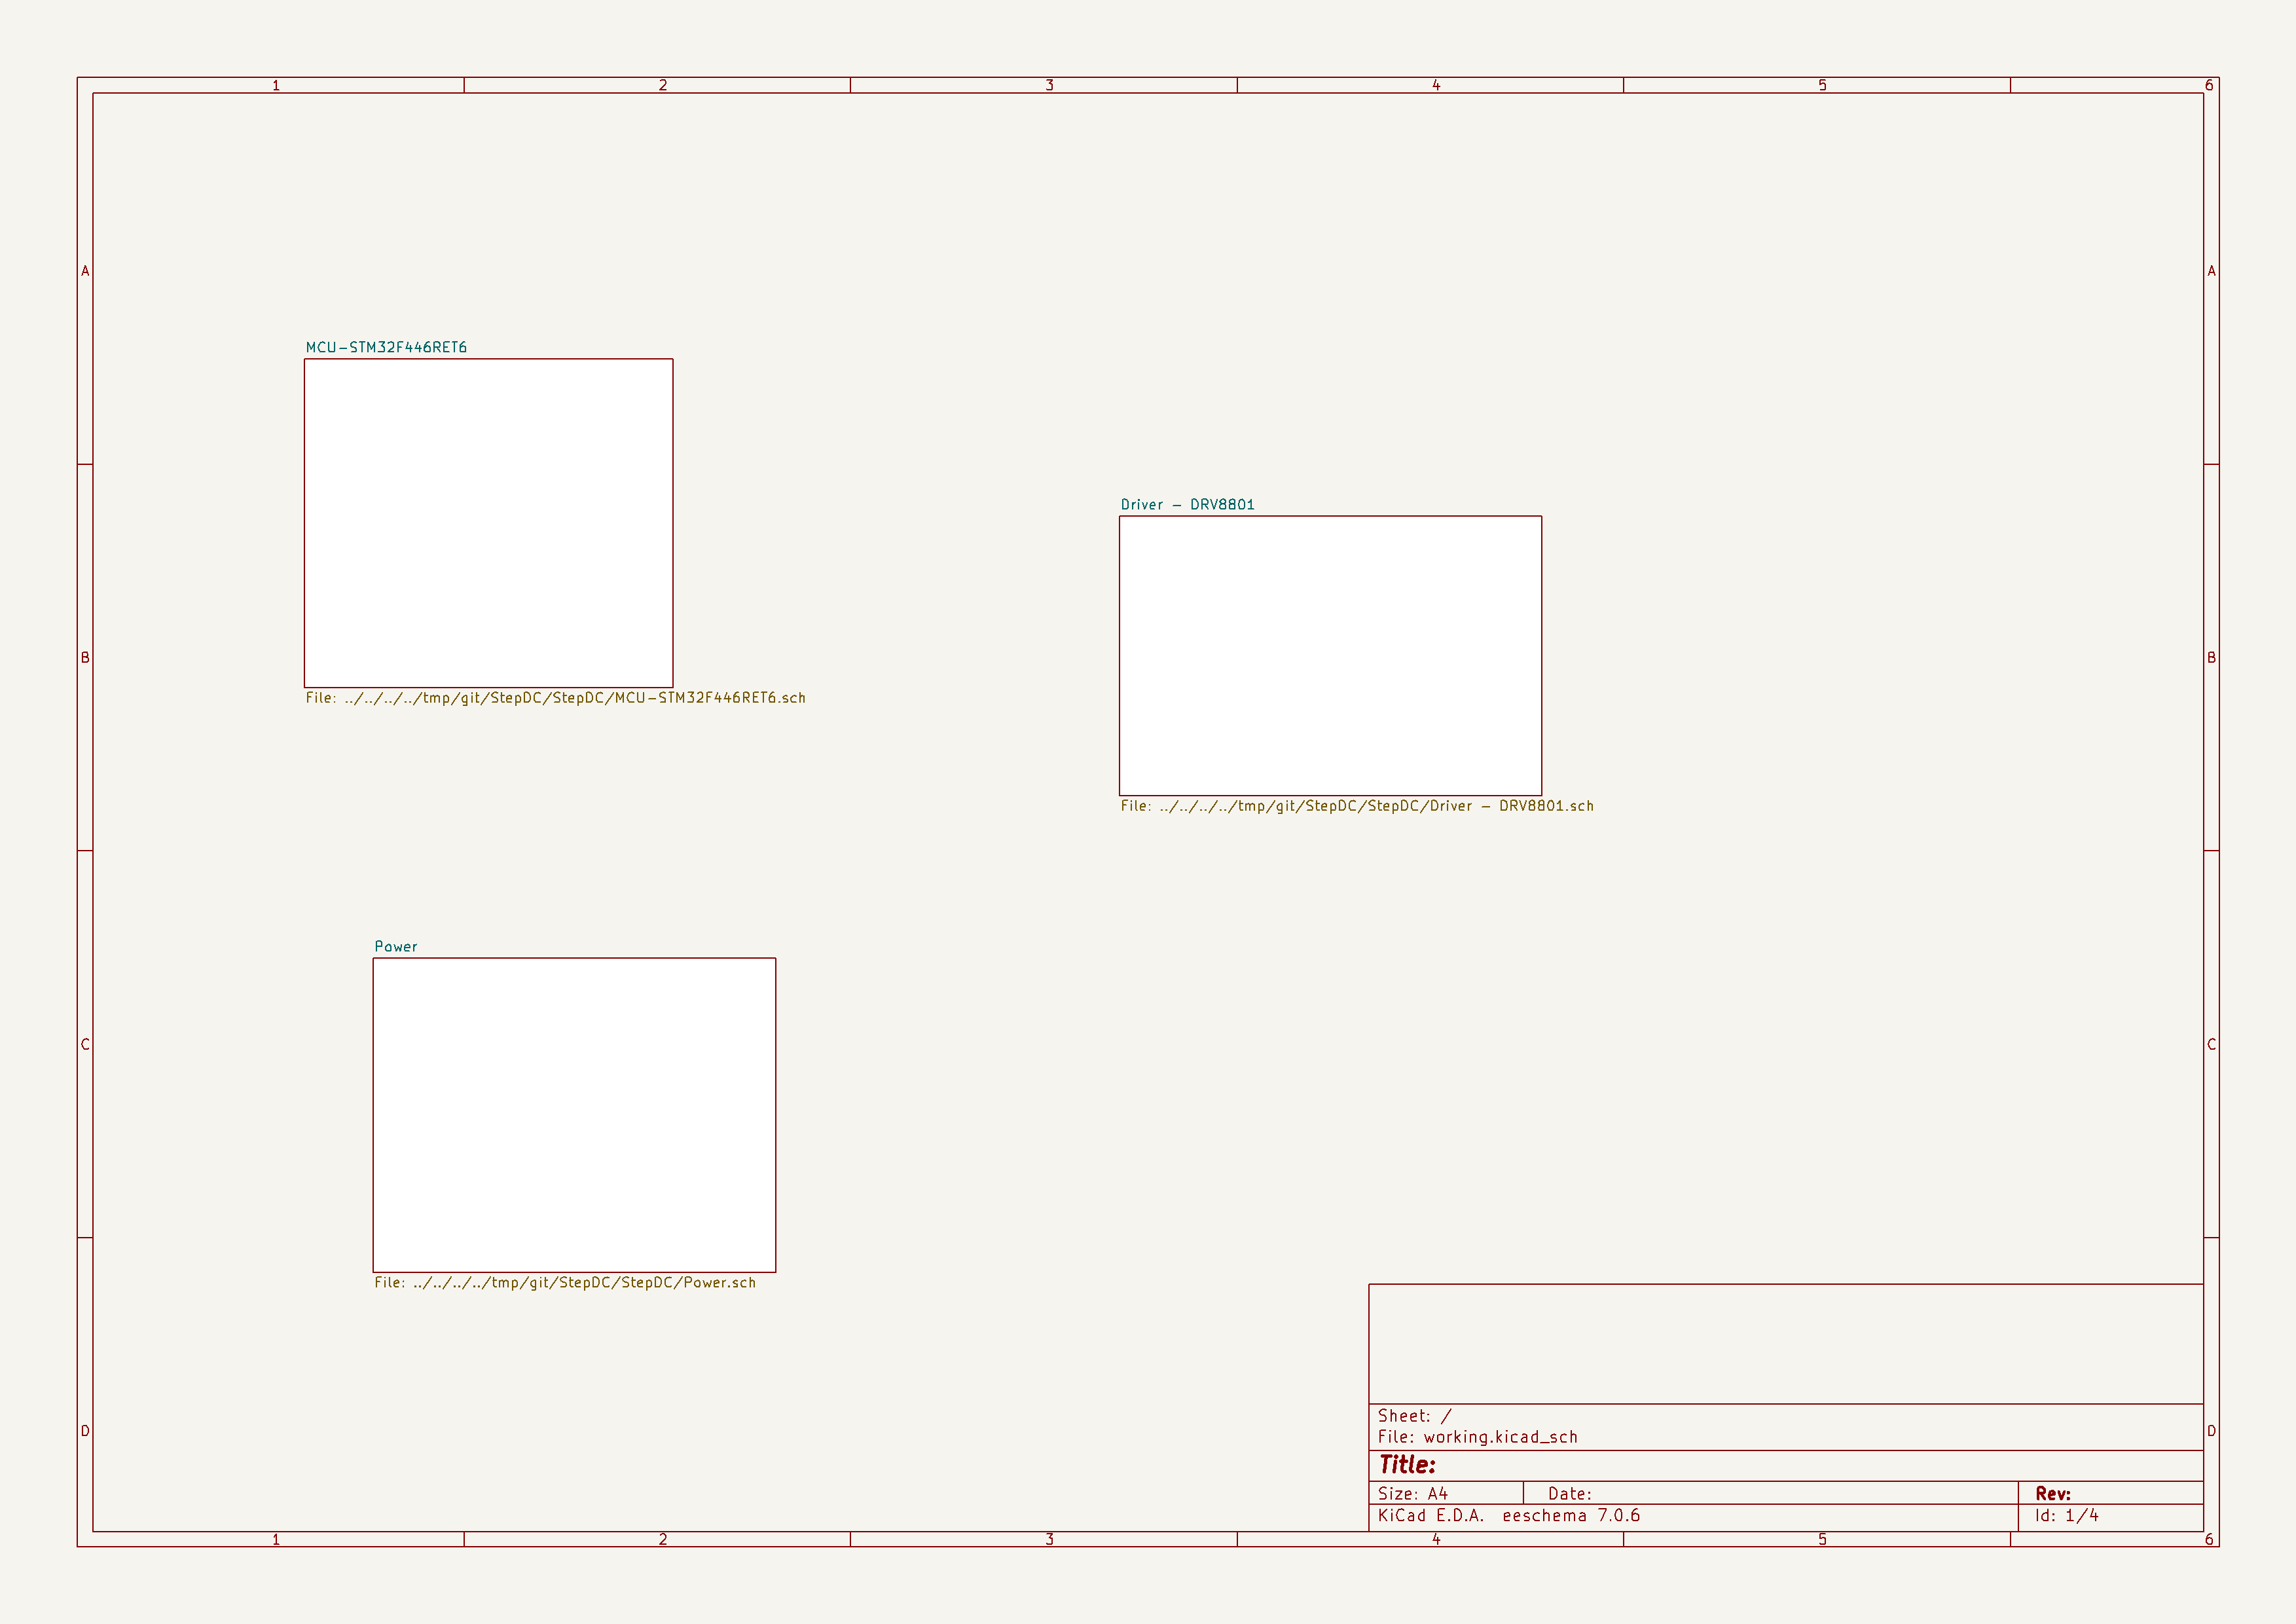 1 2 3 4 5 6
A A
MCU-STM32F446RET6
File: ../../../../tmp/git/StepDC/StepDC/MCU-STM32F446RET6.sch
Driver - DRV8801
File: ../../../../tmp/git/StepDC/StepDC/Driver - DRV8801.sch
B B
Power
File: ../../../../tmp/git/StepDC/StepDC/Power.sch
C C
Sheet: /
File: working.kicad_sch
Title:
Size: A4 Date: Rev:
KiCad E.D.A. eeschema 7.0.6 Id: 1/4
D D
1 2 3 4 5 6